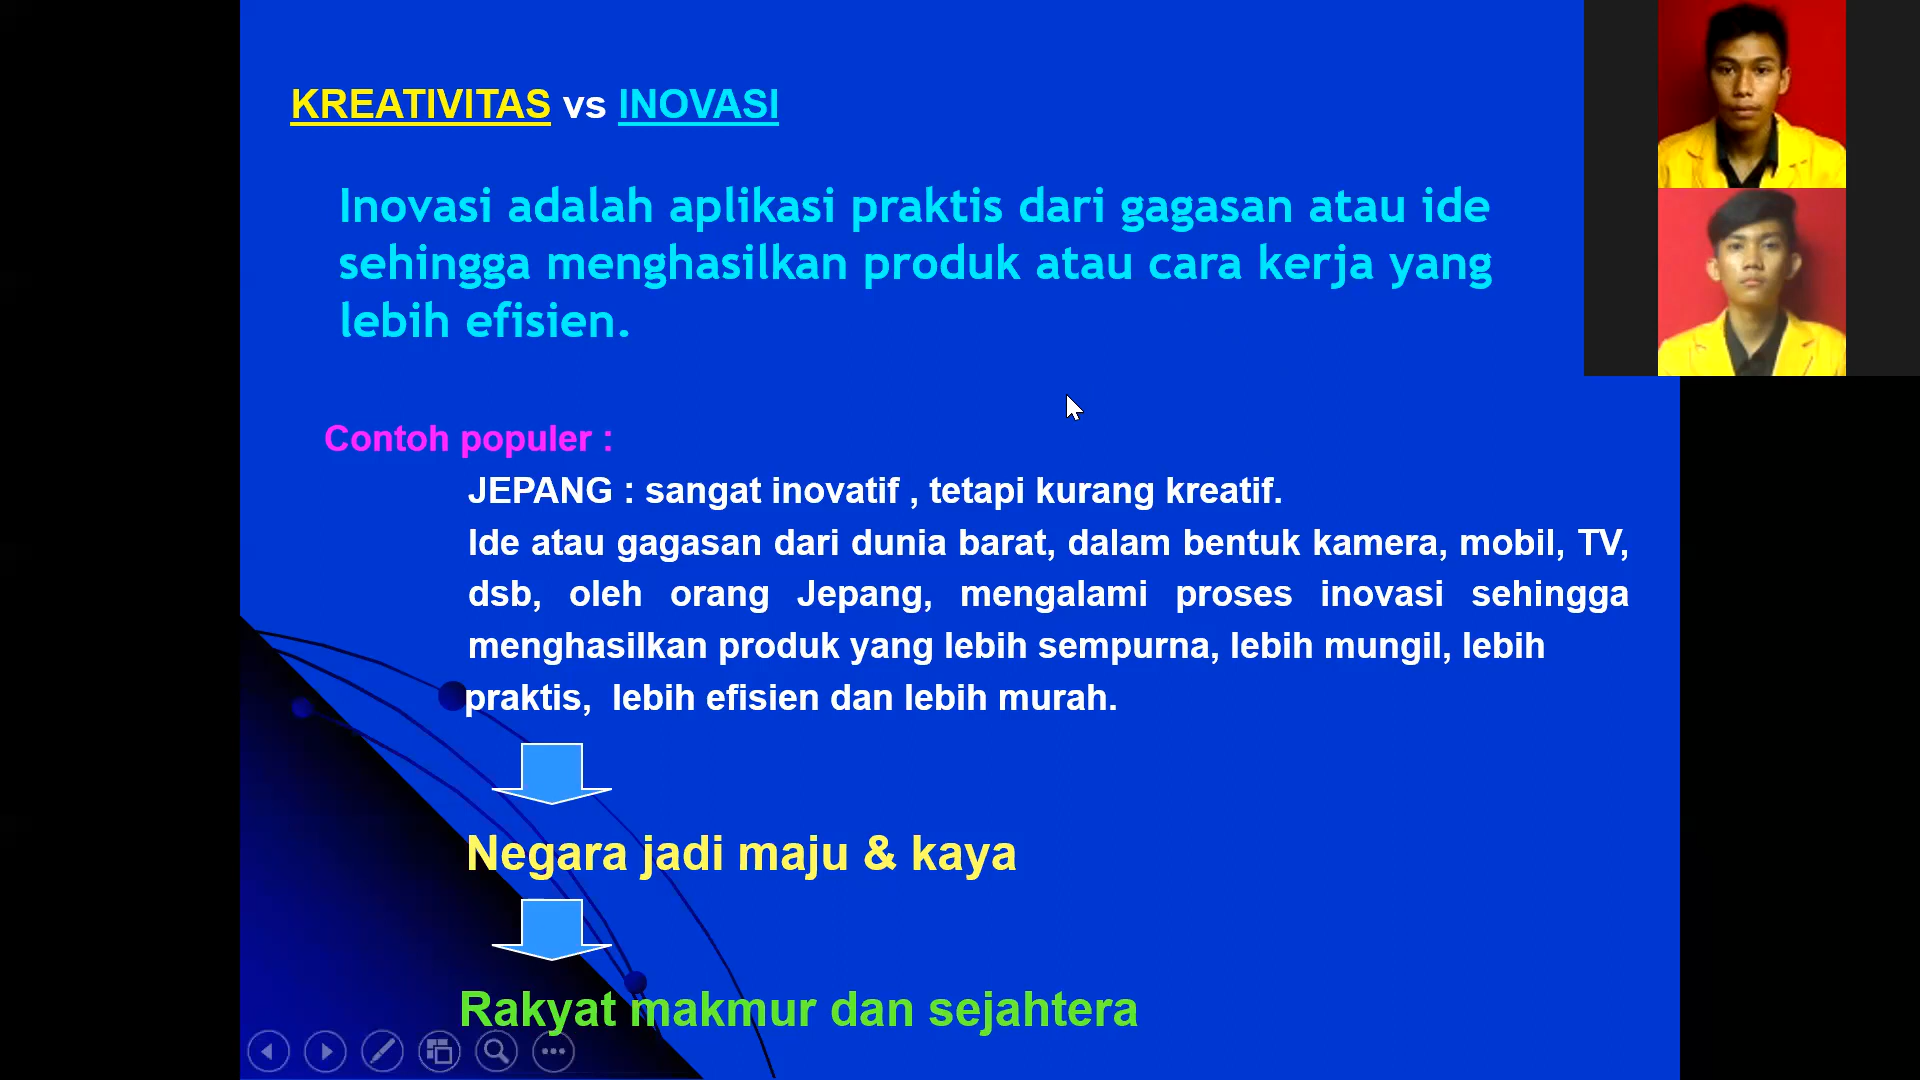 KREATIVITAS vs INOVASI
Inovasi adalah aplikasi praktis dari gagasan atau ide
sehingga menghasilkan produk atau cara kerja yang
lebih efisien.
Contoh populer :
JEPANG : sangat inovatif , tetapi kurang kreatif.
Ide atau gagasan dari dunia barat, dalam bentuk kamera, mobil, TV,
dsb, oleh orang Jepang, mengalami proses inovasi sehingga
menghasilkan produk yang lebih sempurna, lebih mungil, lebih
praktis,  lebih efisien dan lebih murah.
Negara jadi maju & kaya
Rakyat makmur dan sejahtera